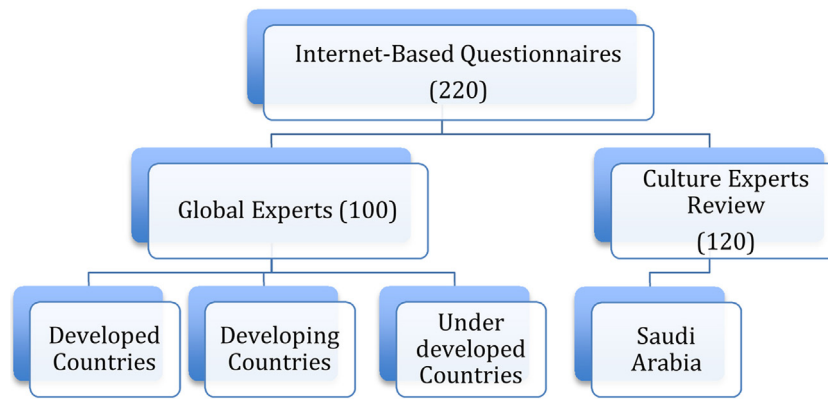 Internet-Based Questionnaires
(220)
Global Experts (100)
Culture Experts
Review
(120)
Developed
Countries
Developing
Countries
Under
developed
Countries
Saudi
Arabia